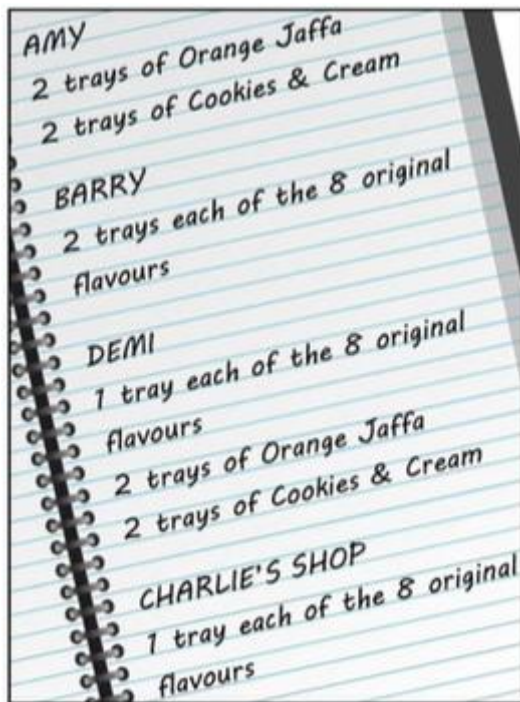 AMY
2 trays of Orange Jaffa
2 trays of Cookies & Cream
BARRY
2 trays each of the 8 original
flavours
DEMI
1 tray each of the 8 original
flavours
2 trays of Orange Jaffa
2 trays of Cookies & Cream
CHARLIE'S SHOP
1 tray each of the 8 original
flavours